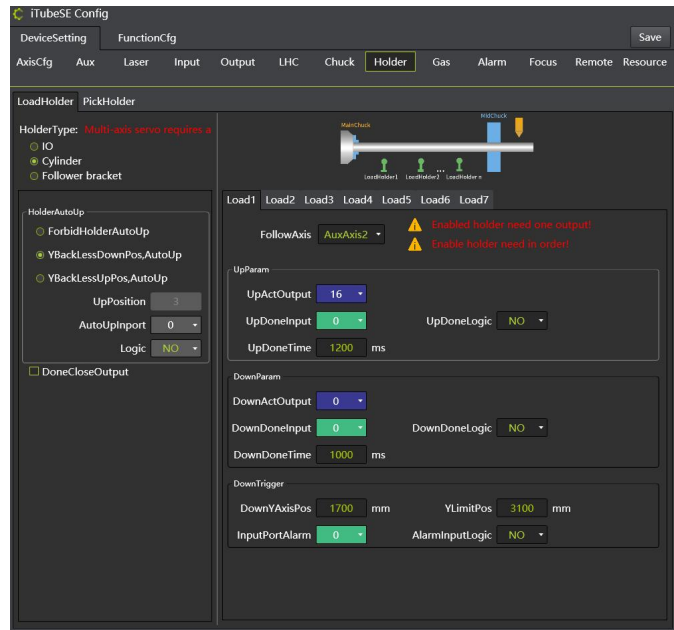 iTubeSE Config
DeviceSetting FunctionCfg Save
AxisCfg Aux Laser Input Output LHC Chuck Holder Gas Alarm Focus Remote Resource
LoadHolder PickHolder
HolderType: Multi-axis servo requires a
IO
Cylinder
Follower bracket
HolderAutoUp
ForbidHolderAutoUp
YBackLessDownPos,AutoUp
YBackLessUpPos,AutoUp
UpPosition 3
AutoUpInport 0
Logic NO
DoneCloseOutput
MainChuck MidChuck
LoadHolder1 LoadHolder2 ... LoadHolder n
Load1 Load2 Load3 Load4 Load5 Load6 Load7
FollowAxis AuxAxis2
Enabled holder need one output!
Enable holder need in order!
UpParam
UpActOutput 16
UpDoneInput 0 UpDoneLogic NO
UpDoneTime 1200 ms
DownParam
DownActOutput 0
DownDoneInput 0 DownDoneLogic NO
DownDoneTime 1000 ms
DownTrigger
DownYAxisPos 1700 mm YLimitPos 3100 mm
InputPortAlarm 0 AlarmInputLogic NO